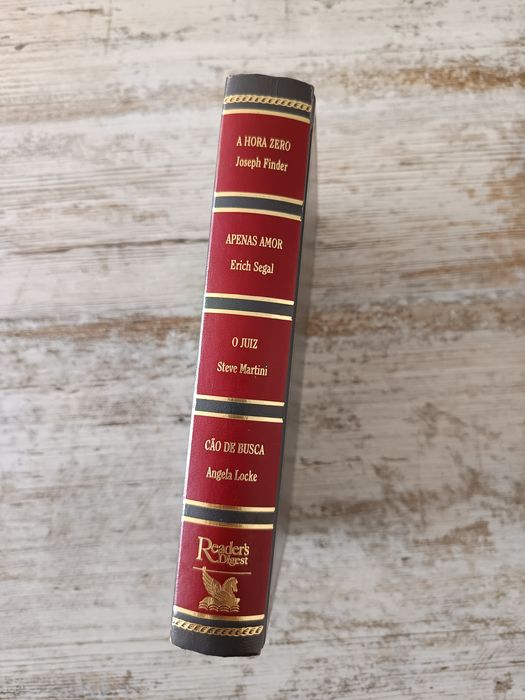 A HORA ZERO
Joseph Finder
APENAS AMOR
Erich Segal
O JUIZ
Steve Martini
CÃO DE BUSCA
Angela Locke
Reader's
Digest